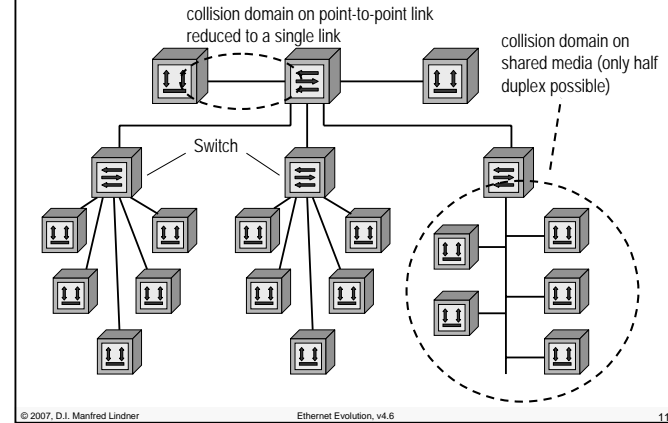 collision domain on point-to-point link
reduced to a single link
collision domain on
shared media (only half
duplex possible)
Switch
© 2007, D.I. Manfred Lindner
Ethernet Evolution, v4.6
11